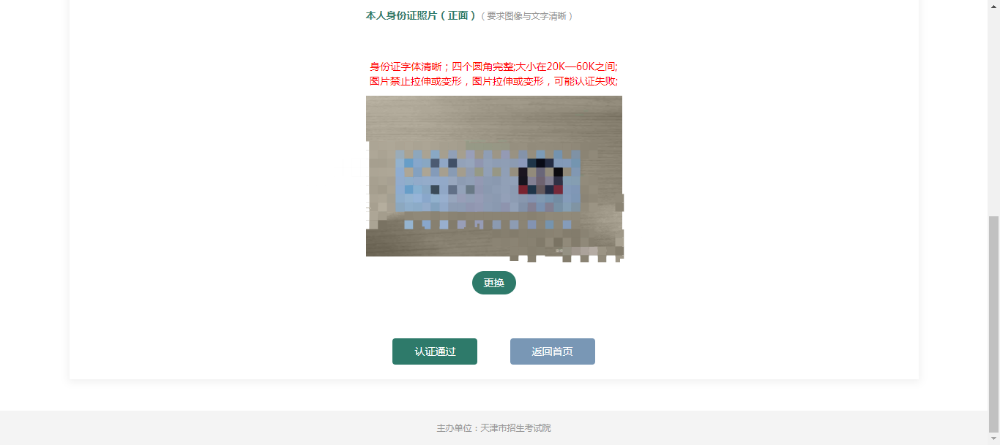 本人身份证照片（正面）（要求图像与文字清晰）
身份证字体清晰；四个圆角完整;大小在20K—60K之间;
图片禁止拉伸或变形，图片拉伸或变形，可能认证失败;
更换
认证通过
返回首页
主办单位：天津市招生考试院